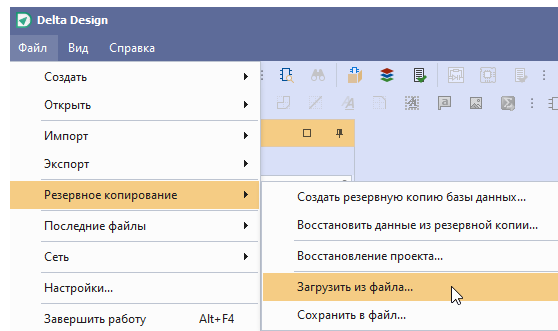 Delta Design
Файл Вид Справка
Создать
Открыть
Импорт
Экспорт
Резервное копирование
Последние файлы
Сеть
Настройки...
Завершить работу Alt+F4
Создать резервную копию базы данных...
Восстановить данные из резервной копии...
Восстановление проекта...
Загрузить из файла...
Сохранить в файл...